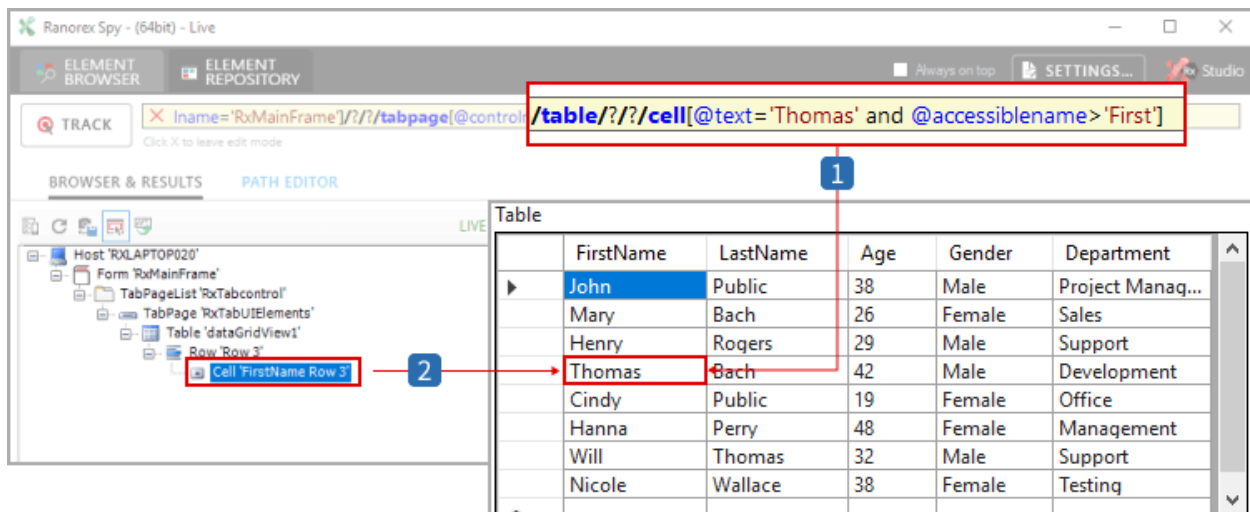 Ranorex Spy - (64bit) - Live
ELEMENT BROWSER
ELEMENT REPOSITORY
Always on top
SETTINGS...
Rx Studio
TRACK
lname='RxMainFrame']/?/?/tabpage[@control
/table/?/?/cell[@text='Thomas' and @accessiblename>'First']
Click X to leave edit mode
1
BROWSER & RESULTS PATH EDITOR
LIVE
Host 'RXLAPTOP020'
Form 'RxMainFrame'
TabPageList 'RxTabcontrol'
TabPage 'RxTabUIElements'
Table 'dataGridView1'
Row 'Row 3'
Cell 'FirstName Row 3'
2
Table
FirstName LastName Age Gender Department
John Public 38 Male Project Manag...
Mary Bach 26 Female Sales
Henry Rogers 29 Male Support
Thomas Bach 42 Male Development
Cindy Public 19 Female Office
Hanna Perry 48 Female Management
Will Thomas 32 Male Support
Nicole Wallace 38 Female Testing